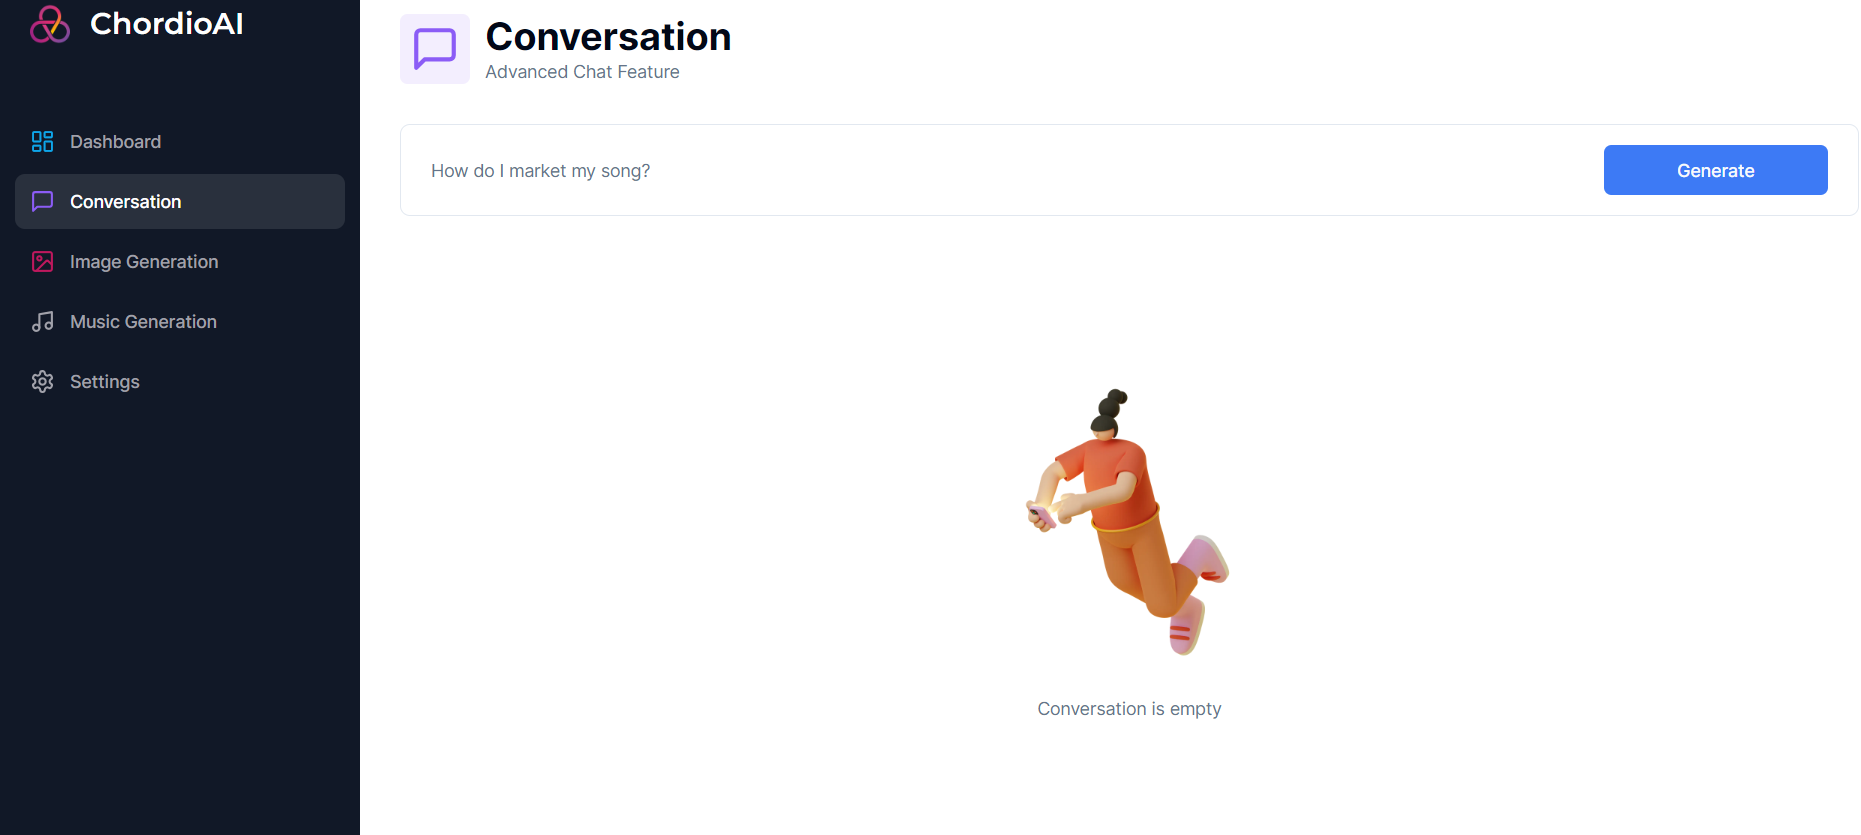 ChordioAI
Dashboard
Conversation
Image Generation
Music Generation
Settings
Conversation
Advanced Chat Feature
How do I market my song?
Generate
Conversation is empty